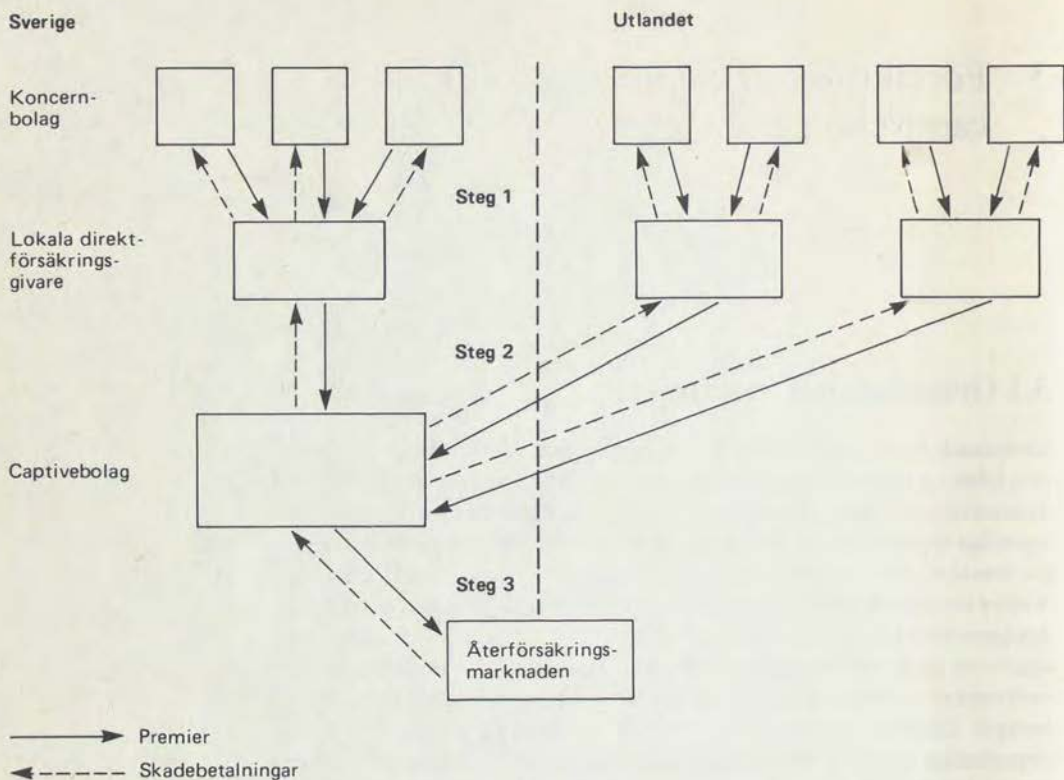 Sverige
Utlandet
Koncern-
bolag
Steg 1
Lokala direkt-
försäkrings-
givare
Steg 2
Captivebolag
Steg 3
Återförsäkrings-
marknaden
Premier
Skadebetalningar